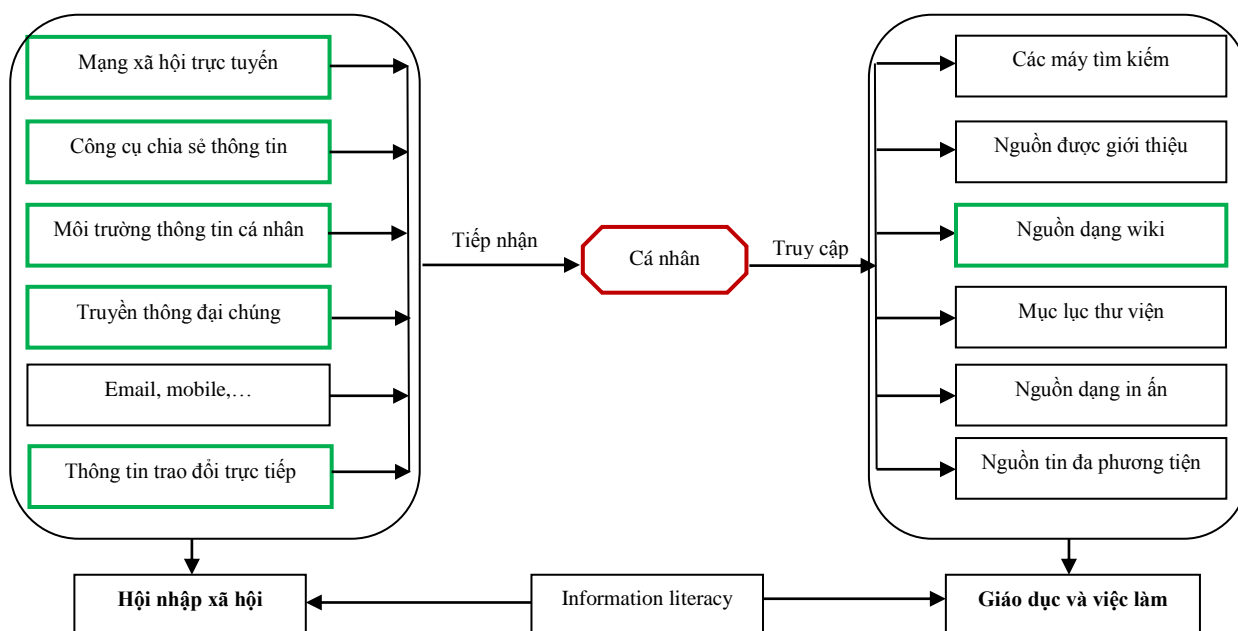 Mạng xã hội trực tuyến
Công cụ chia sẻ thông tin
Môi trường thông tin cá nhân
Truyền thông đại chúng
Email, mobile,…
Thông tin trao đổi trực tiếp
Tiếp nhận
Cá nhân
Truy cập
Các máy tìm kiếm
Nguồn được giới thiệu
Nguồn dạng wiki
Mục lục thư viện
Nguồn dạng in ấn
Nguồn tin đa phương tiện
Hội nhập xã hội
Information literacy
Giáo dục và việc làm